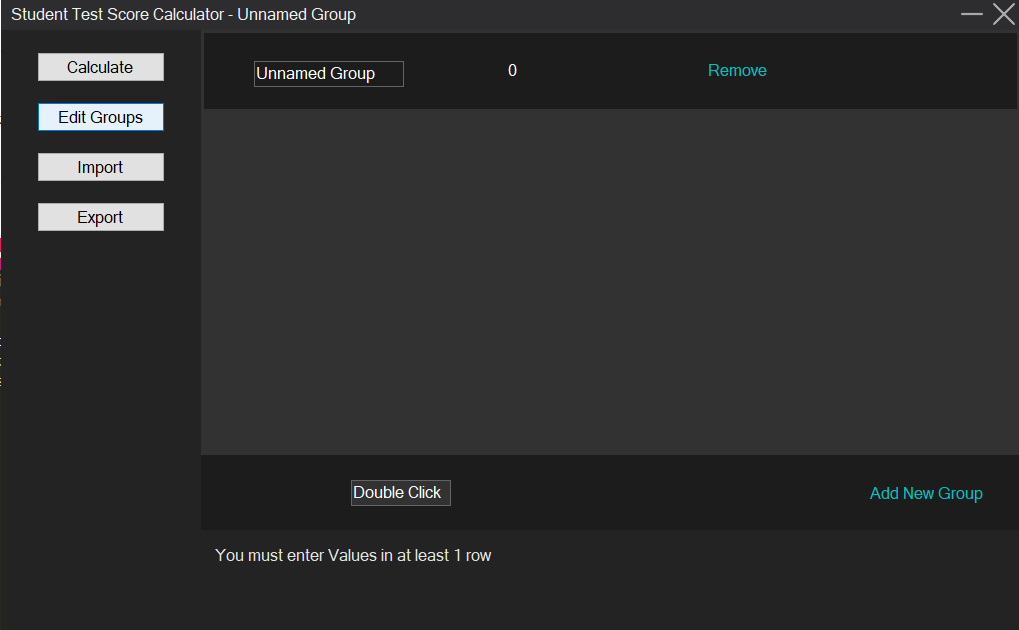 Student Test Score Calculator - Unnamed Group
Calculate
Edit Groups
Import
Export
Unnamed Group 0 Remove
Double Click Add New Group
You must enter Values in at least 1 row